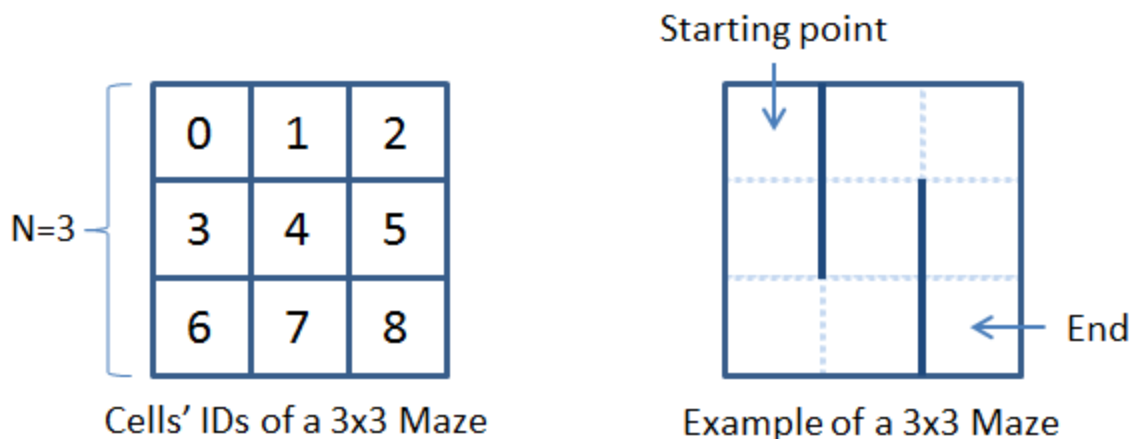 Starting point
0 1 2
N=3
3 4 5
6 7 8
End
Cells’ IDs of a 3x3 Maze
Example of a 3x3 Maze